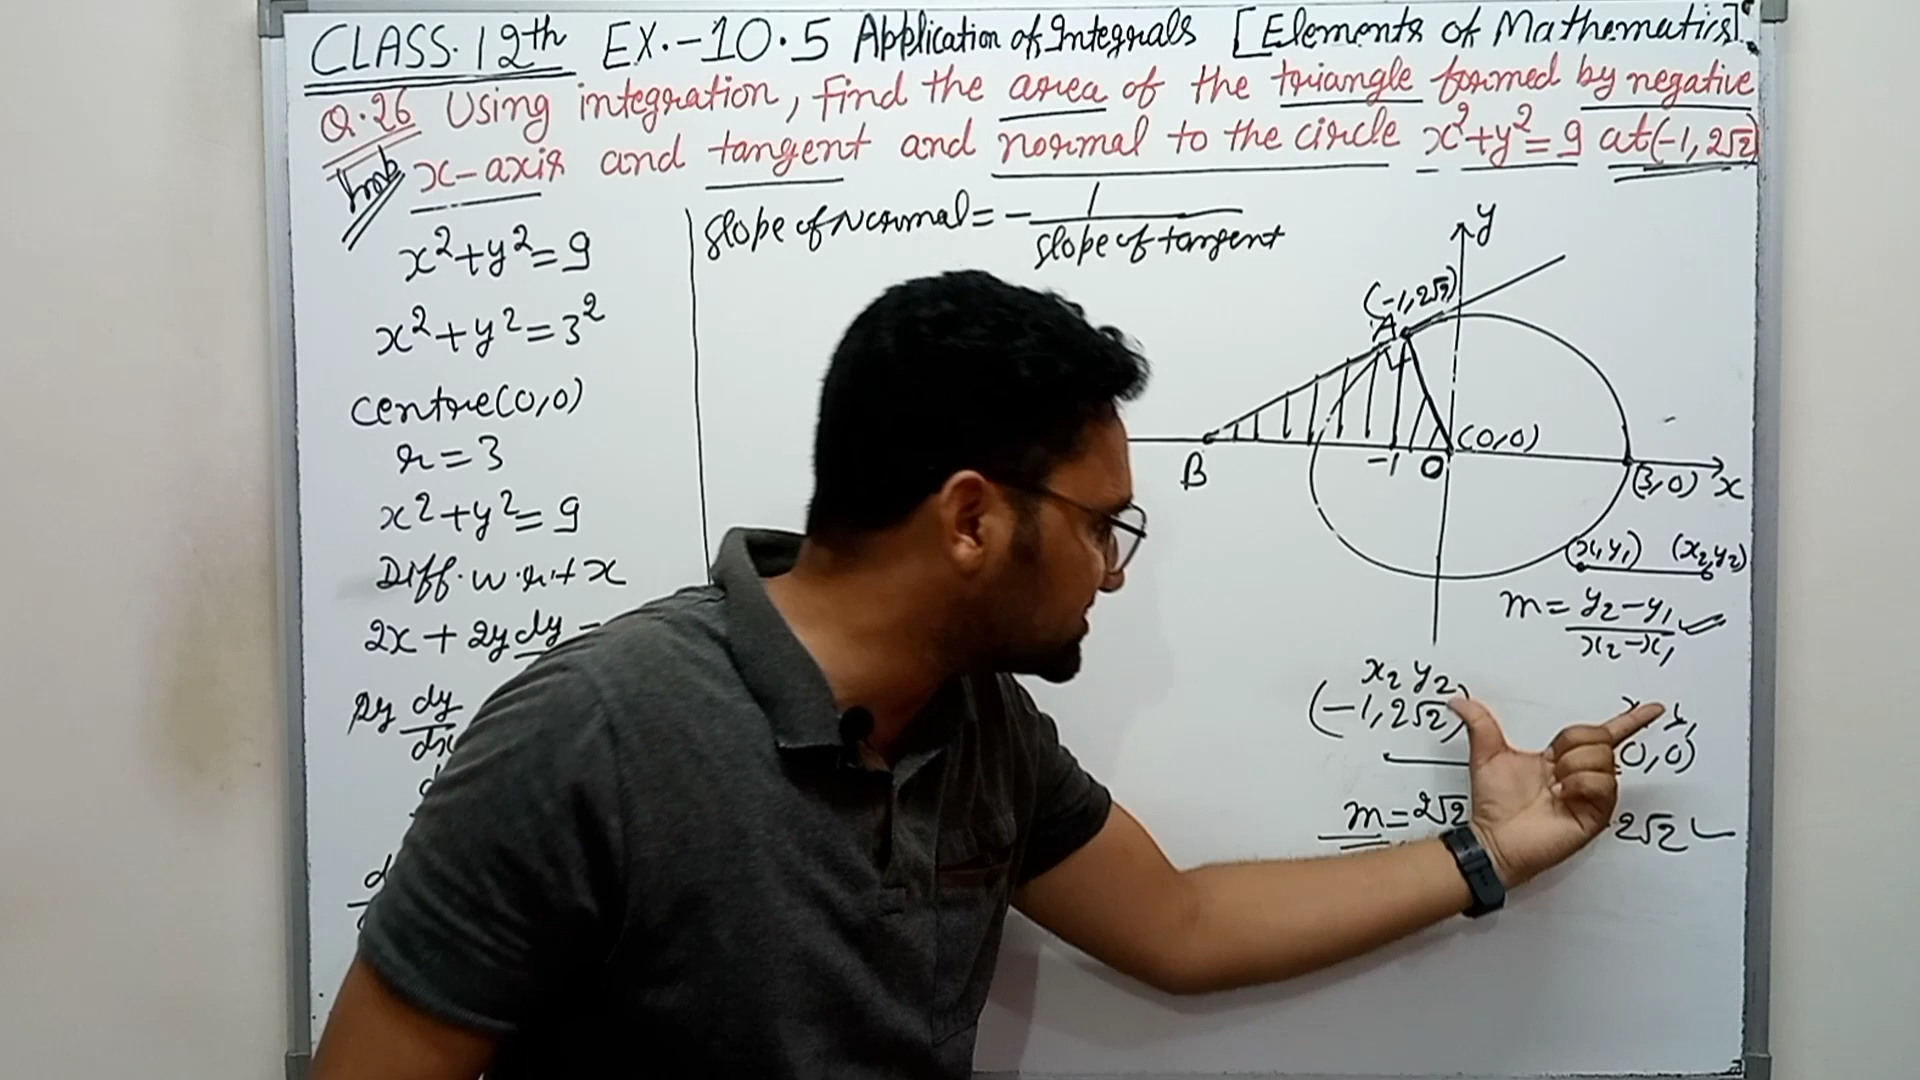 CLASS. 12th EX.-10.5 Application of Integrals [Elements of Mathematics]
Q.26 Using integration, Find the area of the triangle formed by negative
Imp x-axis and tangent and normal to the circle x²+y²=9 at (-1, 2√2)
x²+y²=9
x²+y²=3²
centre(0,0)
r=3
x²+y²=9
Diff. w.r.t x
2x + 2y dy
2y dy/dx
slope of Normal = - 1/slope of tangent
y
(-1, 2√2)
A
B
-1
O
(0,0)
(3,0)
x
(x₁,y₁) (x₂,y₂)
m = y₂-y₁/x₂-x₁
x₂ y₂
(-1, 2√2)
0,0)
m = 2√2
2√2